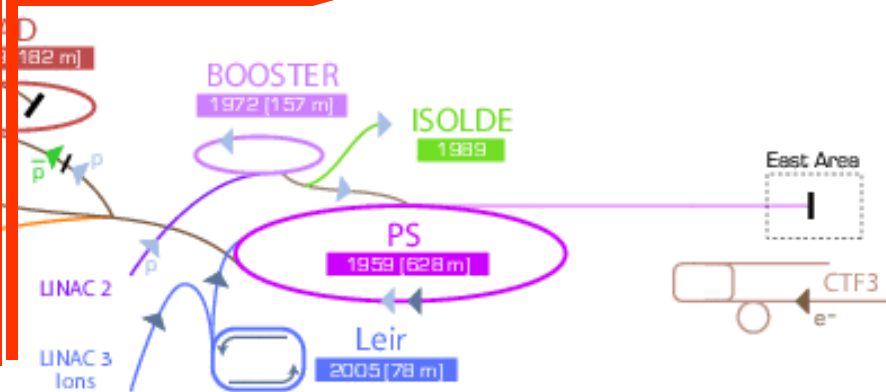 AD
182 m]
BOOSTER
1972 [157 m]
ISOLDE
1989
East Area
p
p
PS
1959 [628 m]
p
LINAC 2
CTF3
e-
Leir
2005 [78 m]
LINAC 3
Ions